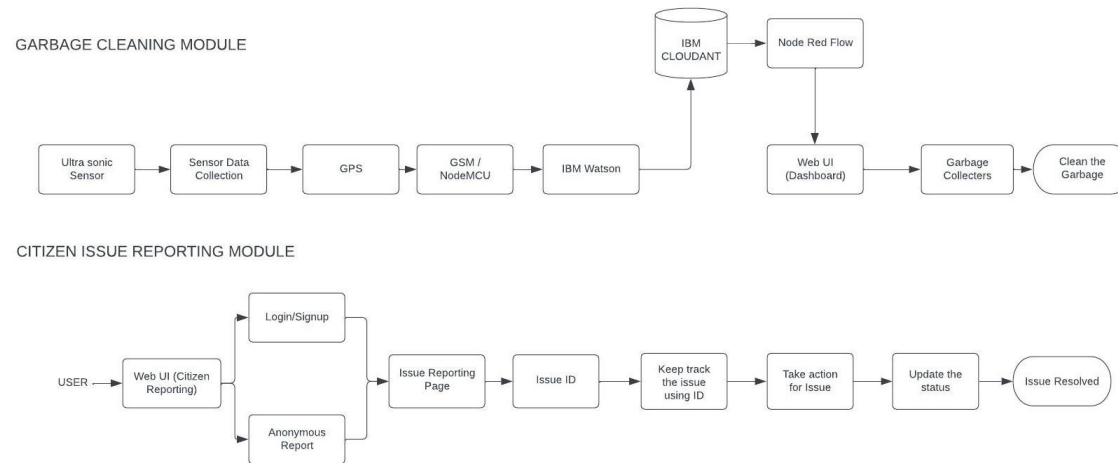 GARBAGE CLEANING MODULE
IBM
CLOUDANT
Node Red Flow
Ultra sonic
Sensor
Sensor Data
Collection
GPS
GSM /
NodeMCU
IBM Watson
Web UI
(Dashboard)
Garbage
Collecters
Clean the
Garbage
CITIZEN ISSUE REPORTING MODULE
USER
Web UI (Citizen
Reporting)
Login/Signup
Anonymous
Report
Issue Reporting
Page
Issue ID
Keep track
the issue
using ID
Take action
for Issue
Update the
status
Issue Resolved